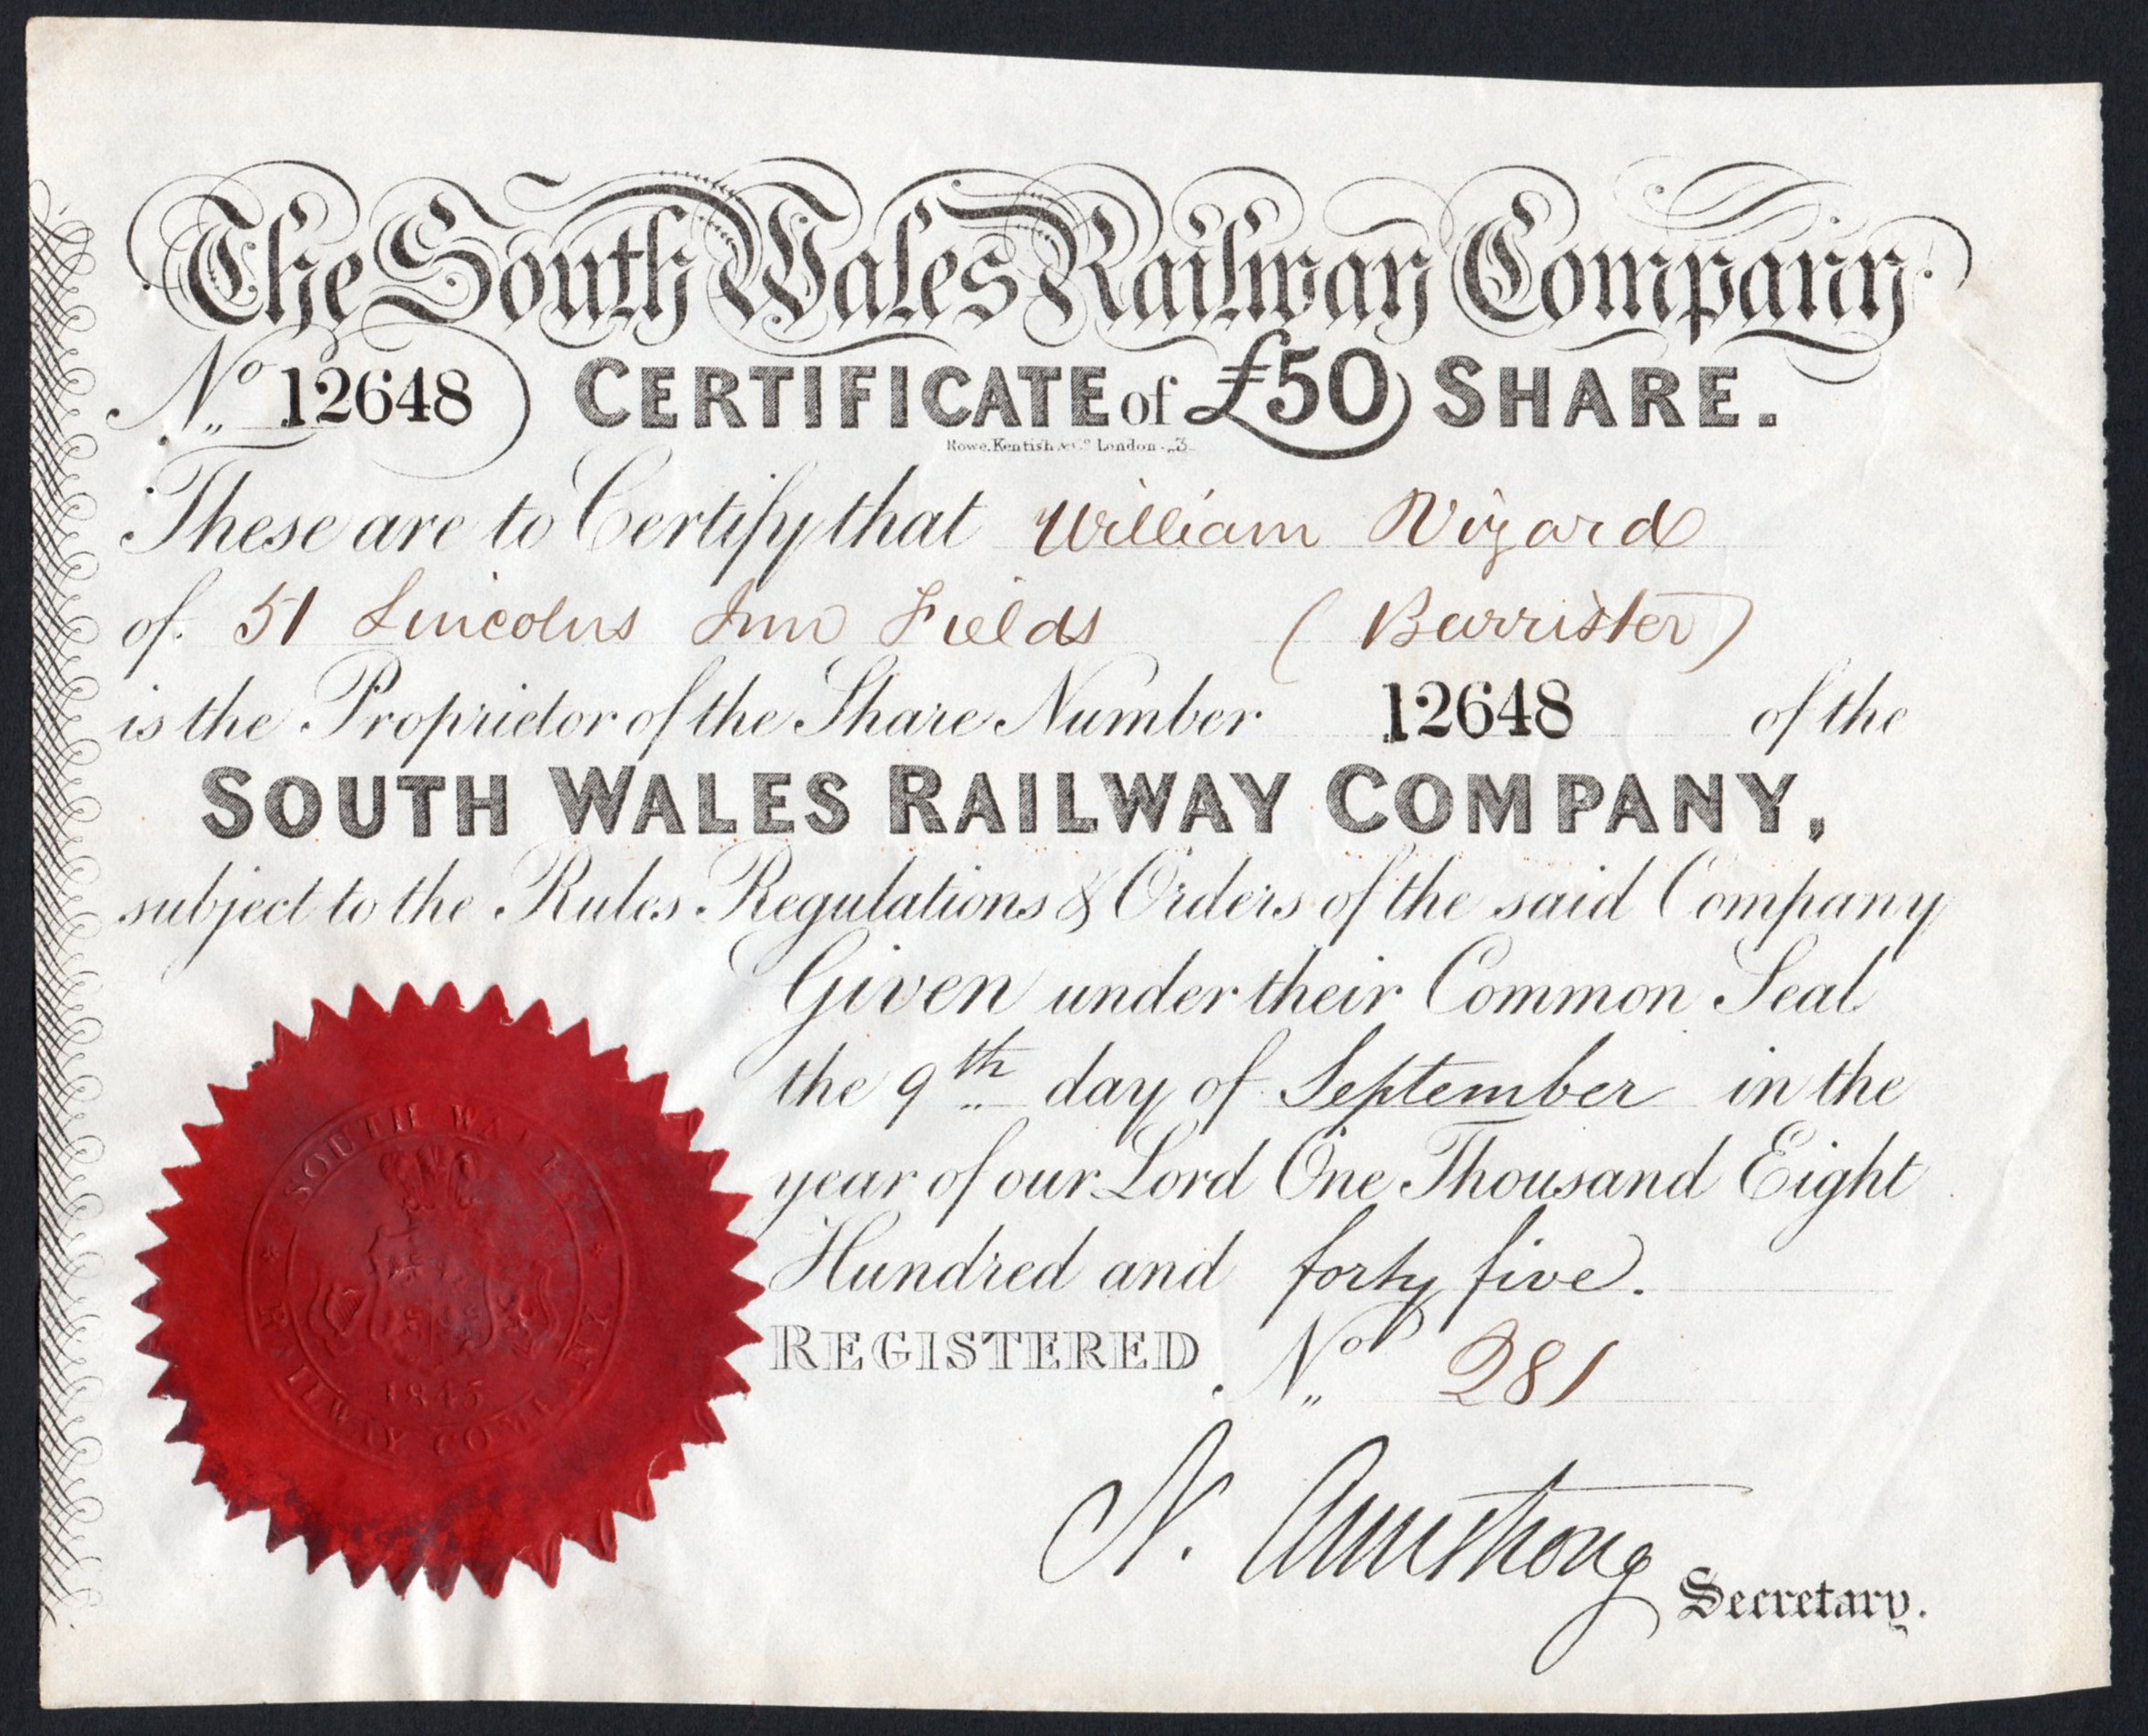 The South Wales Railway Company
No 12648 CERTIFICATE of £50 SHARE.
Rowe, Kentish & Co. London.
These are to Certify that William Vizard
of 51 Lincolns Inn Fields (Barrister)
is the Proprietor of the Share Number 12648 of the
SOUTH WALES RAILWAY COMPANY,
subject to the Rules Regulations & Orders of the said Company
Given under their Common Seal
the 9th day of September in the
year of our Lord One Thousand Eight
Hundred and forty five.
REGISTERED No 281
N. Armstrong Secretary.
SOUTH WALES RAILWAY COMPANY
1845